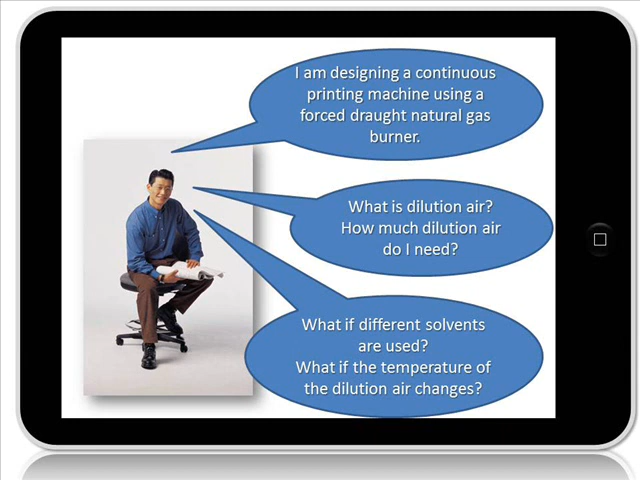 I am designing a continuous
printing machine using a
forced draught natural gas
burner.
What is dilution air?
How much dilution air
do I need?
What if different solvents
are used?
What if the temperature of
the dilution air changes?